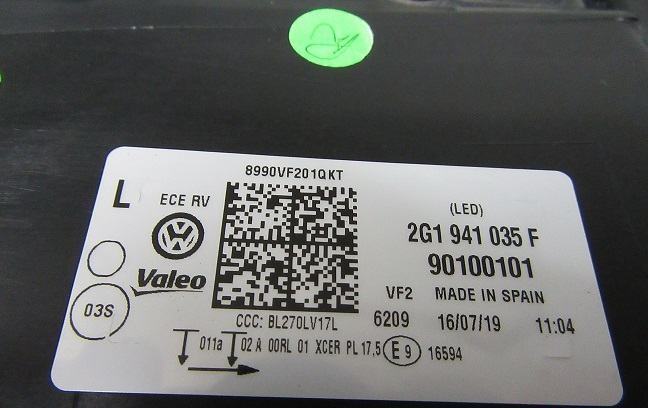 8990VF201QKT
L
ECE RV
(LED)
2G1 941 035 F
90100101
Valeo
03S
VF2 MADE IN SPAIN
CCC: BL270LV17L
6209 16/07/19 11:04
011a 02 A 00RL 01 XCER PL 17,5 E 9 16594